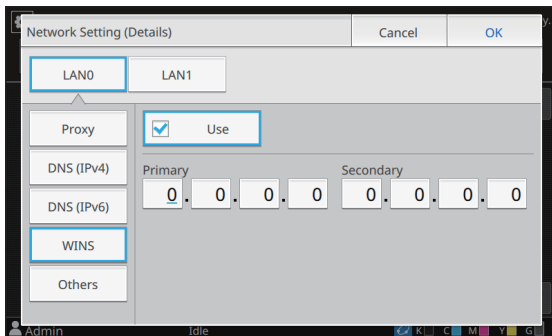 Network Setting (Details)
Cancel
OK
LAN0
LAN1
Proxy
DNS (IPv4)
DNS (IPv6)
WINS
Others
Use
Primary
Secondary
0 . 0 . 0 . 0
0 . 0 . 0 . 0
Admin
Idle
K C M Y G